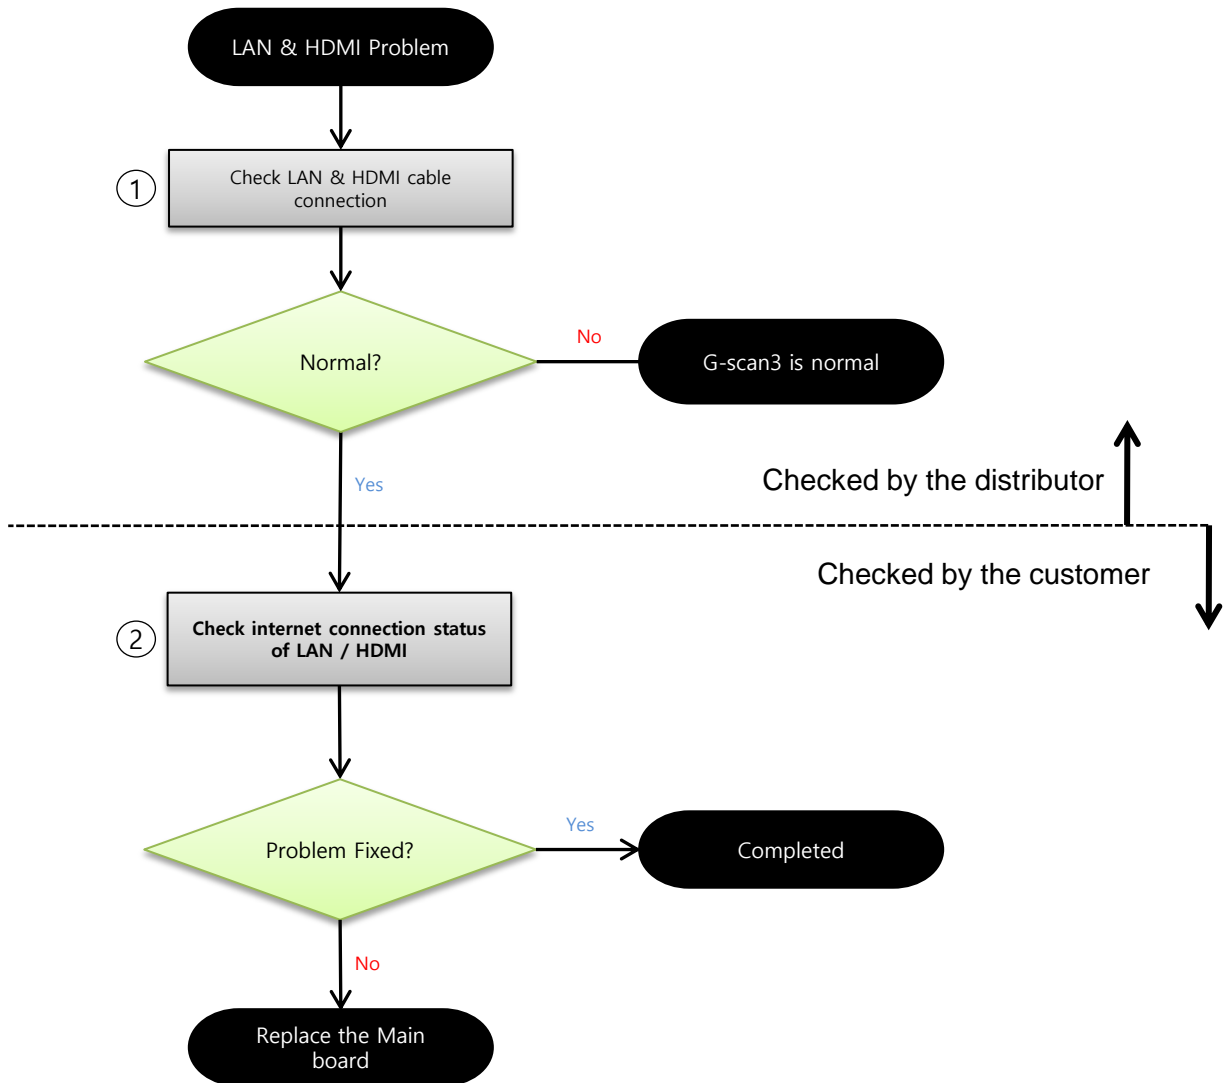 LAN & HDMI Problem
①
Check LAN & HDMI cable
connection
Normal?
No
G-scan3 is normal
Yes
Checked by the distributor
Checked by the customer
②
Check internet connection status
of LAN / HDMI
Problem Fixed?
Yes
Completed
No
Replace the Main
board